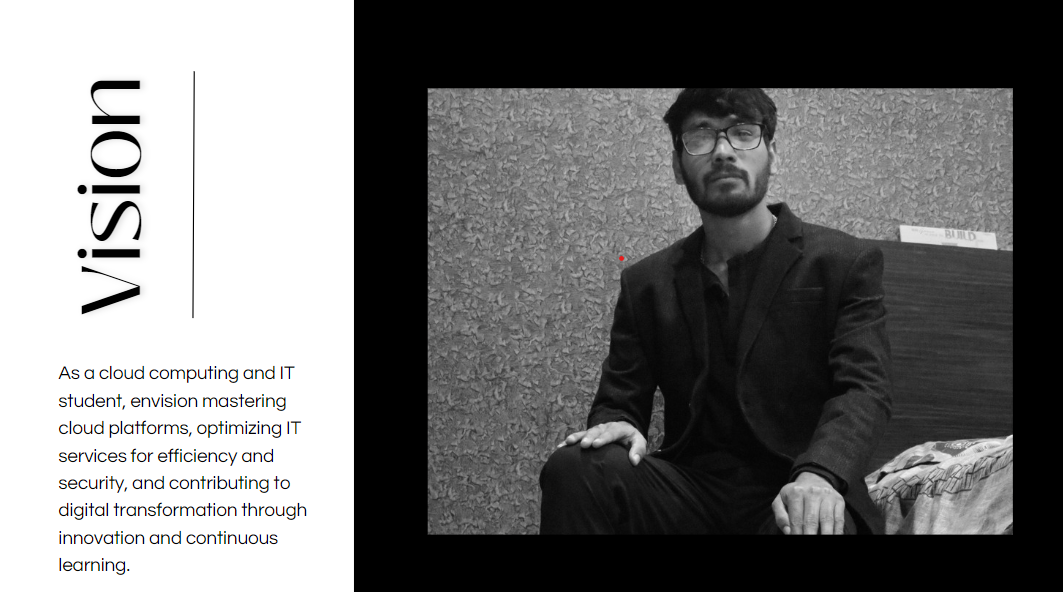 Vision
As a cloud computing and IT
student, envision mastering
cloud platforms, optimizing IT
services for efficiency and
security, and contributing to
digital transformation through
innovation and continuous
learning.
BUILD